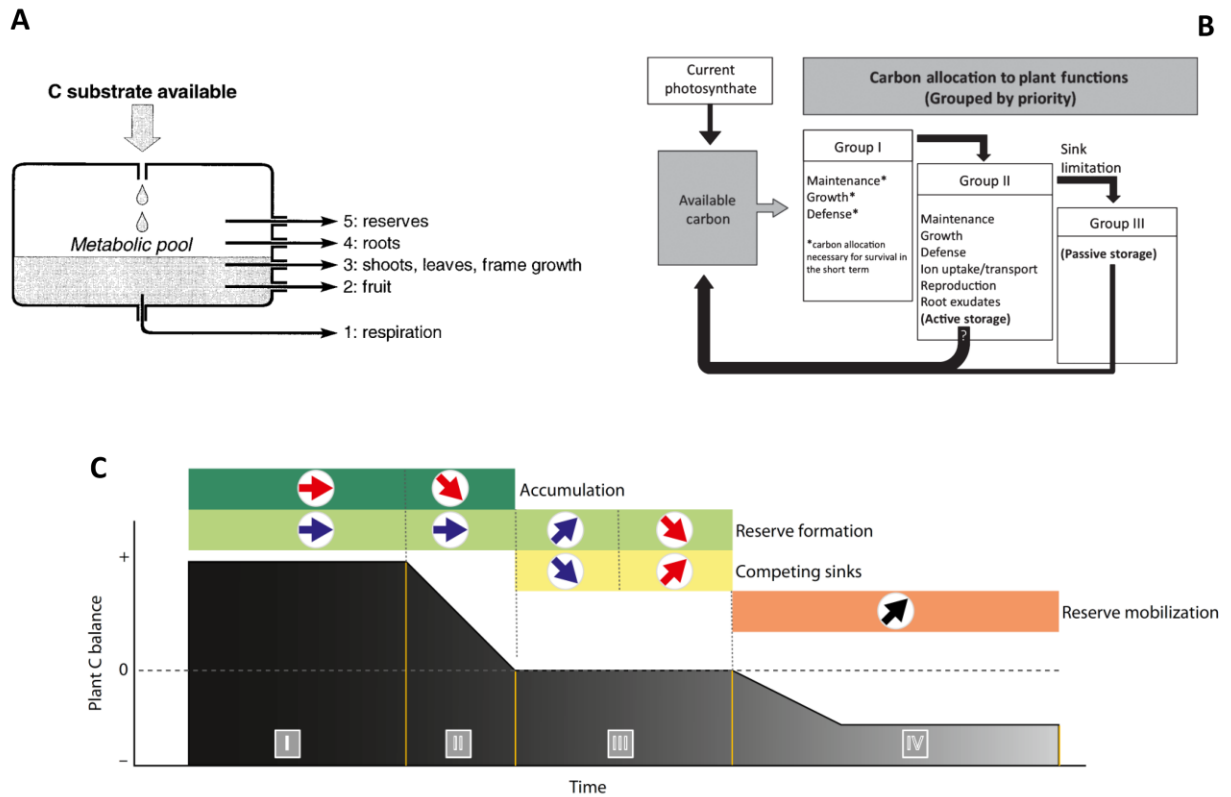 A
C substrate available
Metabolic pool
5: reserves
4: roots
3: shoots, leaves, frame growth
2: fruit
1: respiration
B
Current
photosynthate
Carbon allocation to plant functions
(Grouped by priority)
Available
carbon
Group I
Maintenance*
Growth*
Defense*
*carbon allocation
necessary for survival in
the short term
Group II
Maintenance
Growth
Defense
Ion uptake/transport
Reproduction
Root exudates
(Active storage)
?
Sink
limitation
Group III
(Passive storage)
C
Accumulation
Reserve formation
Competing sinks
Reserve mobilization
Plant C balance
+
0
–
I
II
III
IV
Time